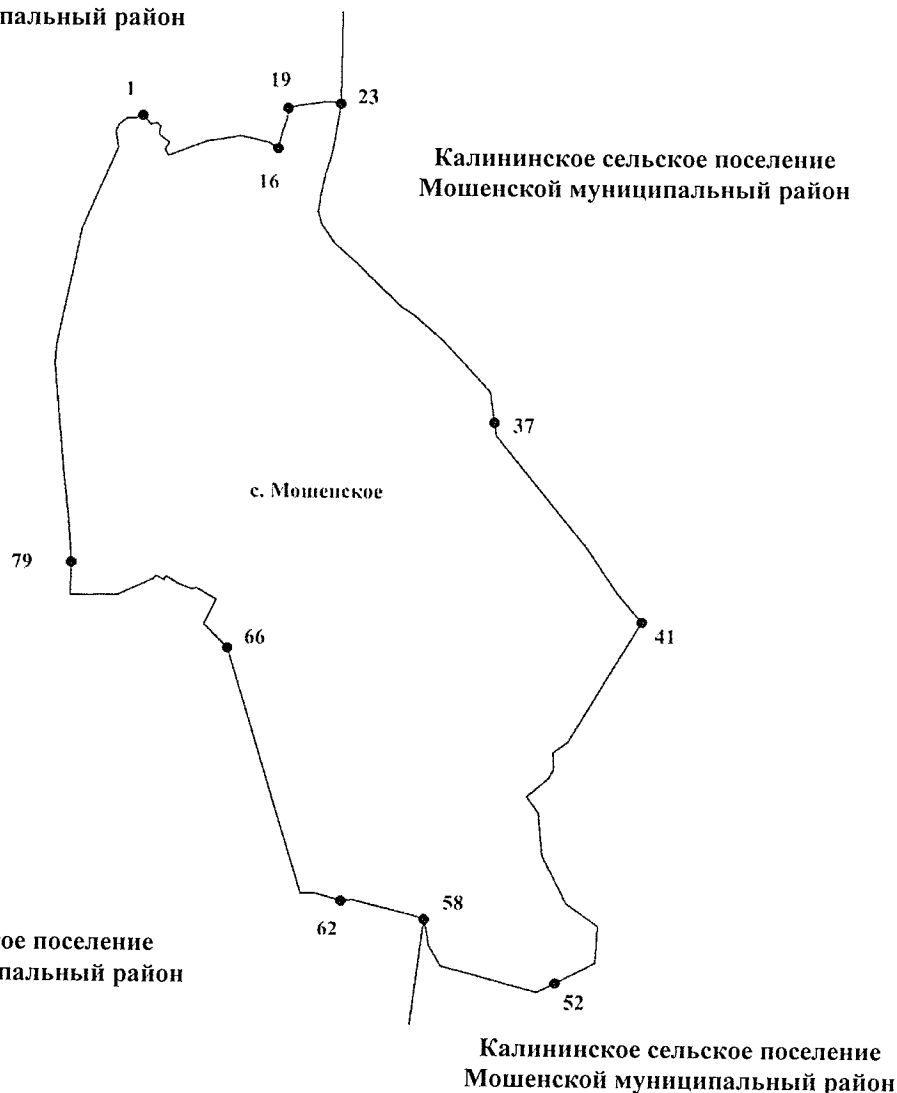 пальный район
1
19
23
16
Калининское сельское поселение
Мошенской муниципальный район
37
с. Мошенское
79
66
41
58
62
ое поселение
пальный район
52
Калининское сельское поселение
Мошенской муниципальный район